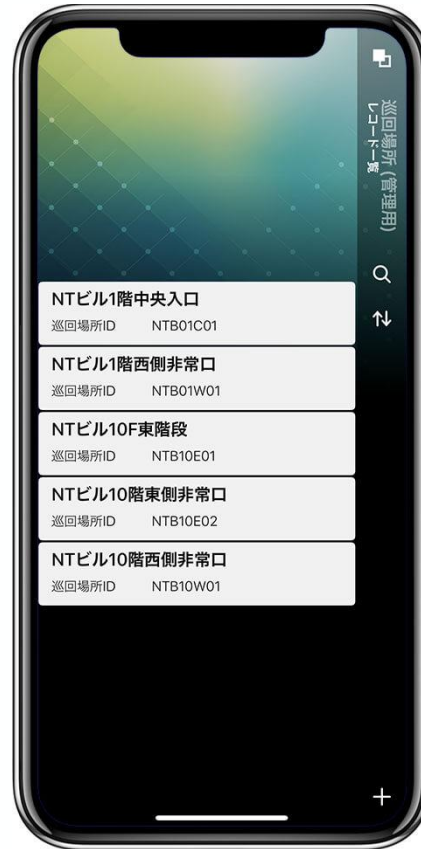 巡回場所 (管理用)
レコード一覧
NTビル1階中央入口
巡回場所ID NTB01C01
NTビル1階西側非常口
巡回場所ID NTB01W01
NTビル10F東階段
巡回場所ID NTB10E01
NTビル10階東側非常口
巡回場所ID NTB10E02
NTビル10階西側非常口
巡回場所ID NTB10W01